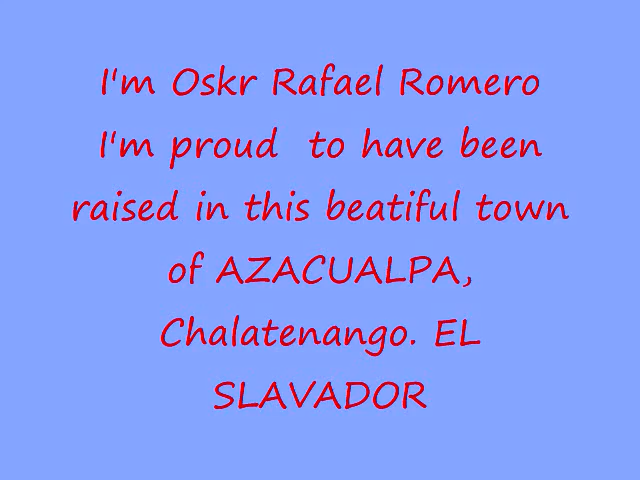 I'm Oskr Rafael Romero
I'm proud  to have been
raised in this beatiful town
of AZACUALPA,
Chalatenango. EL
SLAVADOR